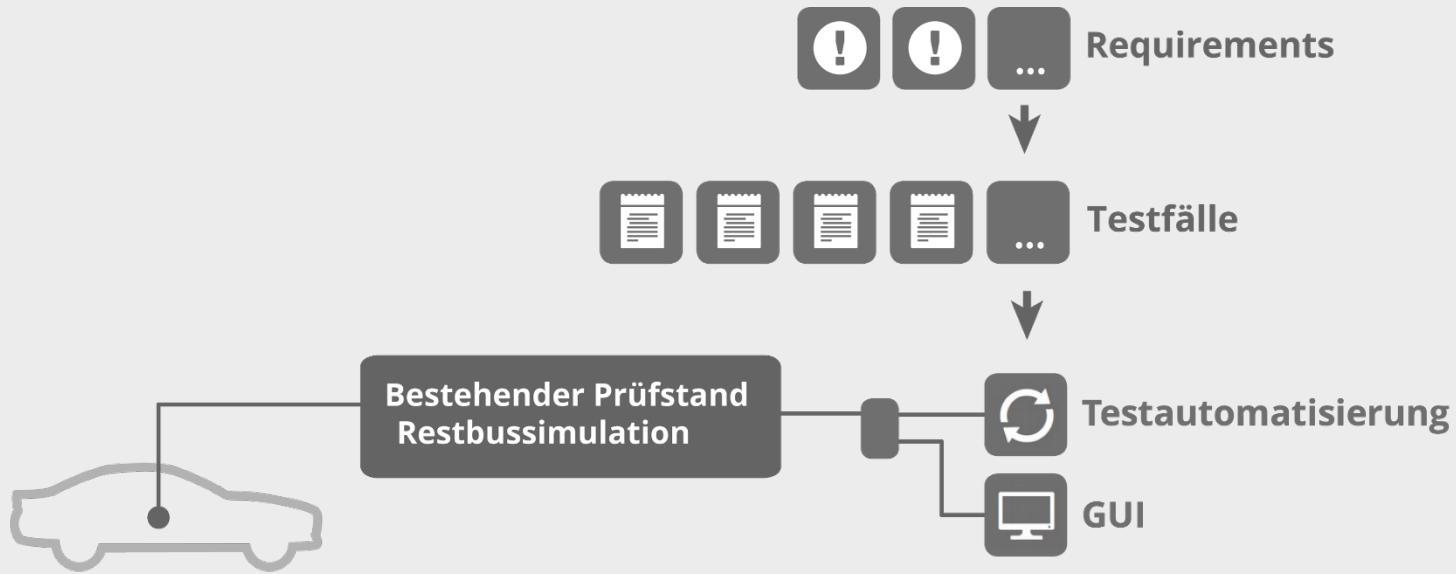 Requirements
...
Testfälle
...
Bestehender Prüfstand
Restbussimulation
Testautomatisierung
GUI